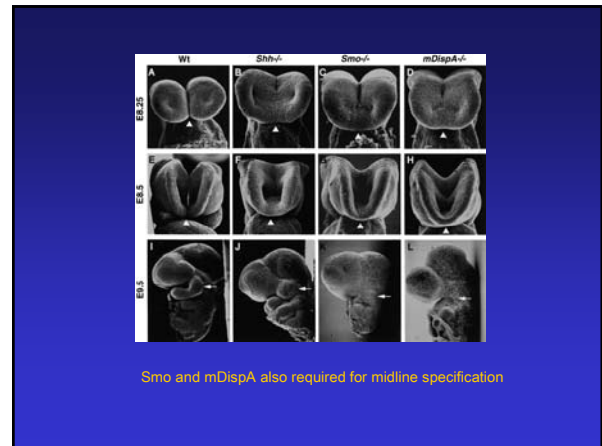 Wt Shh-/- Smo-/- mDispA-/-
E8.25
A B C D
E8.5
E F H
E9.5
I J K L
Smo and mDispA also required for midline specification